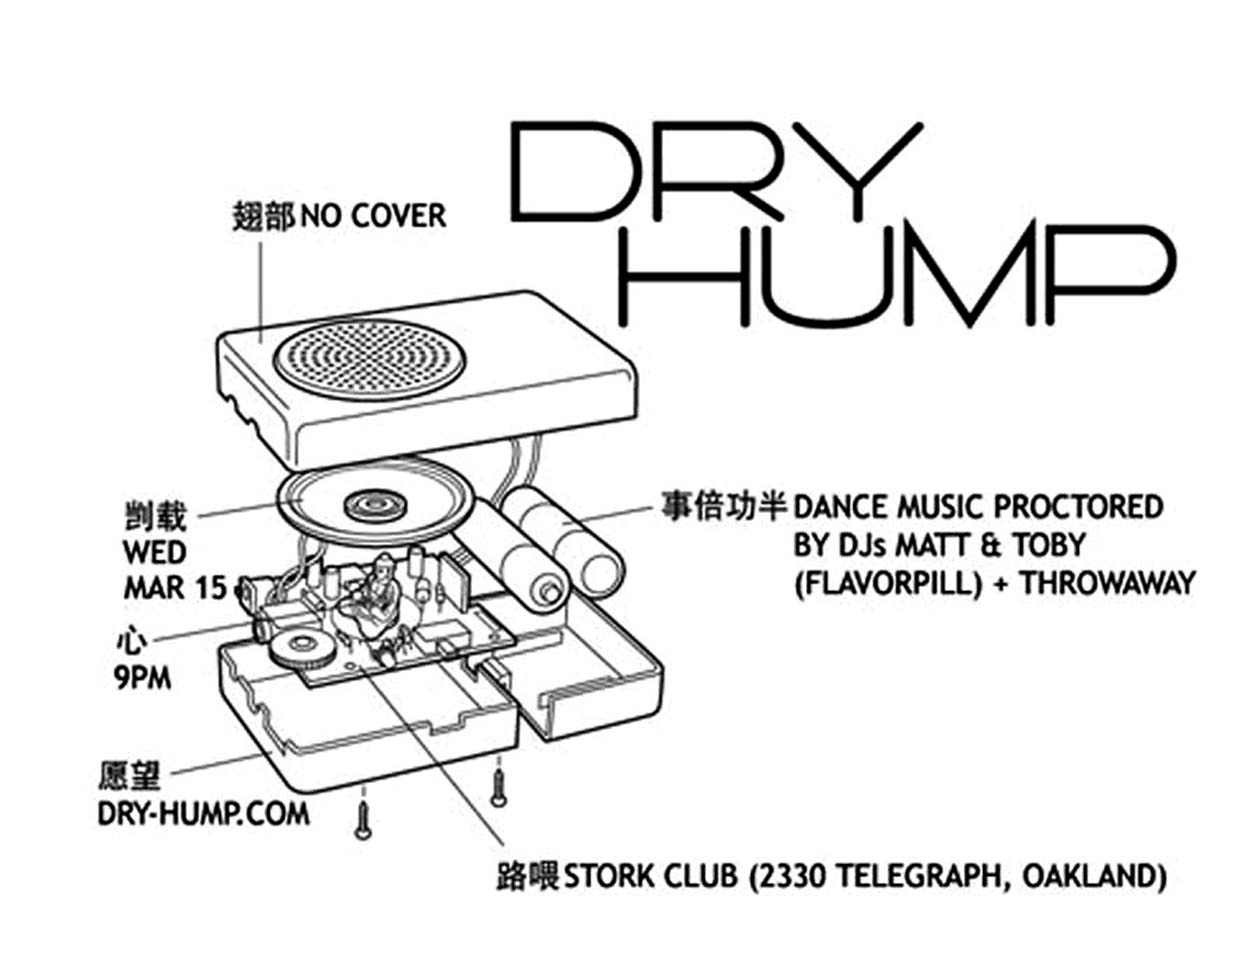 DRY
HUMP
翅部 NO COVER
剀载
WED
MAR 15
事倍功半 DANCE MUSIC PROCTORED
BY DJs MATT & TOBY
(FLAVORPILL) + THROWAWAY
心
9PM
愿望
DRY-HUMP.COM
路喂 STORK CLUB (2330 TELEGRAPH, OAKLAND)